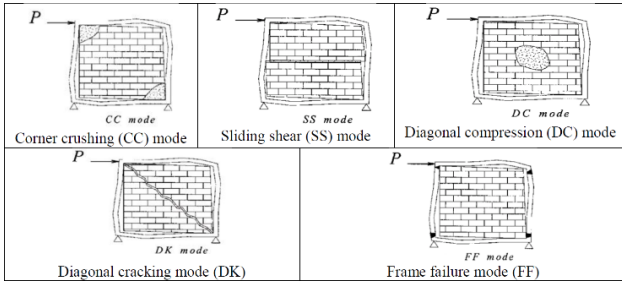 P
CC mode
Corner crushing (CC) mode
P
SS mode
Sliding shear (SS) mode
P
DC mode
Diagonal compression (DC) mode
P
DK mode
Diagonal cracking mode (DK)
P
FF mode
Frame failure mode (FF)